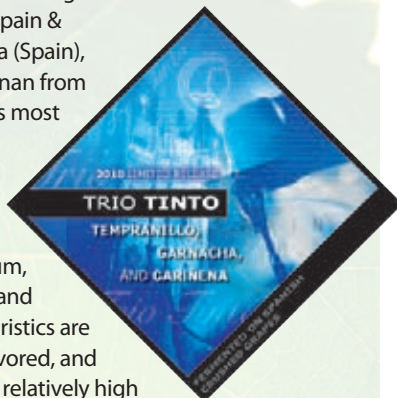 pain &
a (Spain),
nan from
s most
2010 LIMITED RELEASE
TRIO TINTO
TEMPRANILLO,
GARNACHA,
AND CARIÑENA
FERMENTED ON SPANISH
CRUSHED GRAPES
um,
and
ristics are
vored, and
relatively high